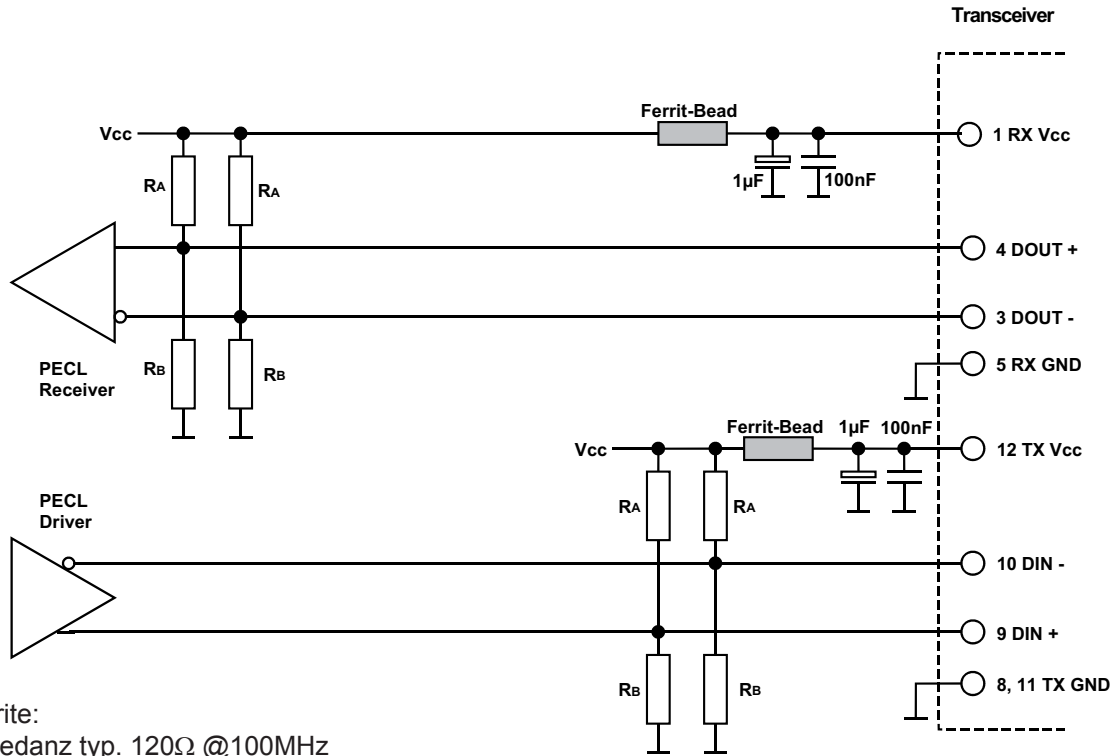 Transceiver
Ferrit-Bead
Vcc
1 RX Vcc
1µF
100nF
RA
RA
4 DOUT +
3 DOUT -
PECL
Receiver
RB
RB
5 RX GND
Ferrit-Bead
1µF
100nF
Vcc
12 TX Vcc
PECL
Driver
RA
RA
10 DIN -
9 DIN +
RB
RB
8, 11 TX GND
typ. 120Ω @100MHz